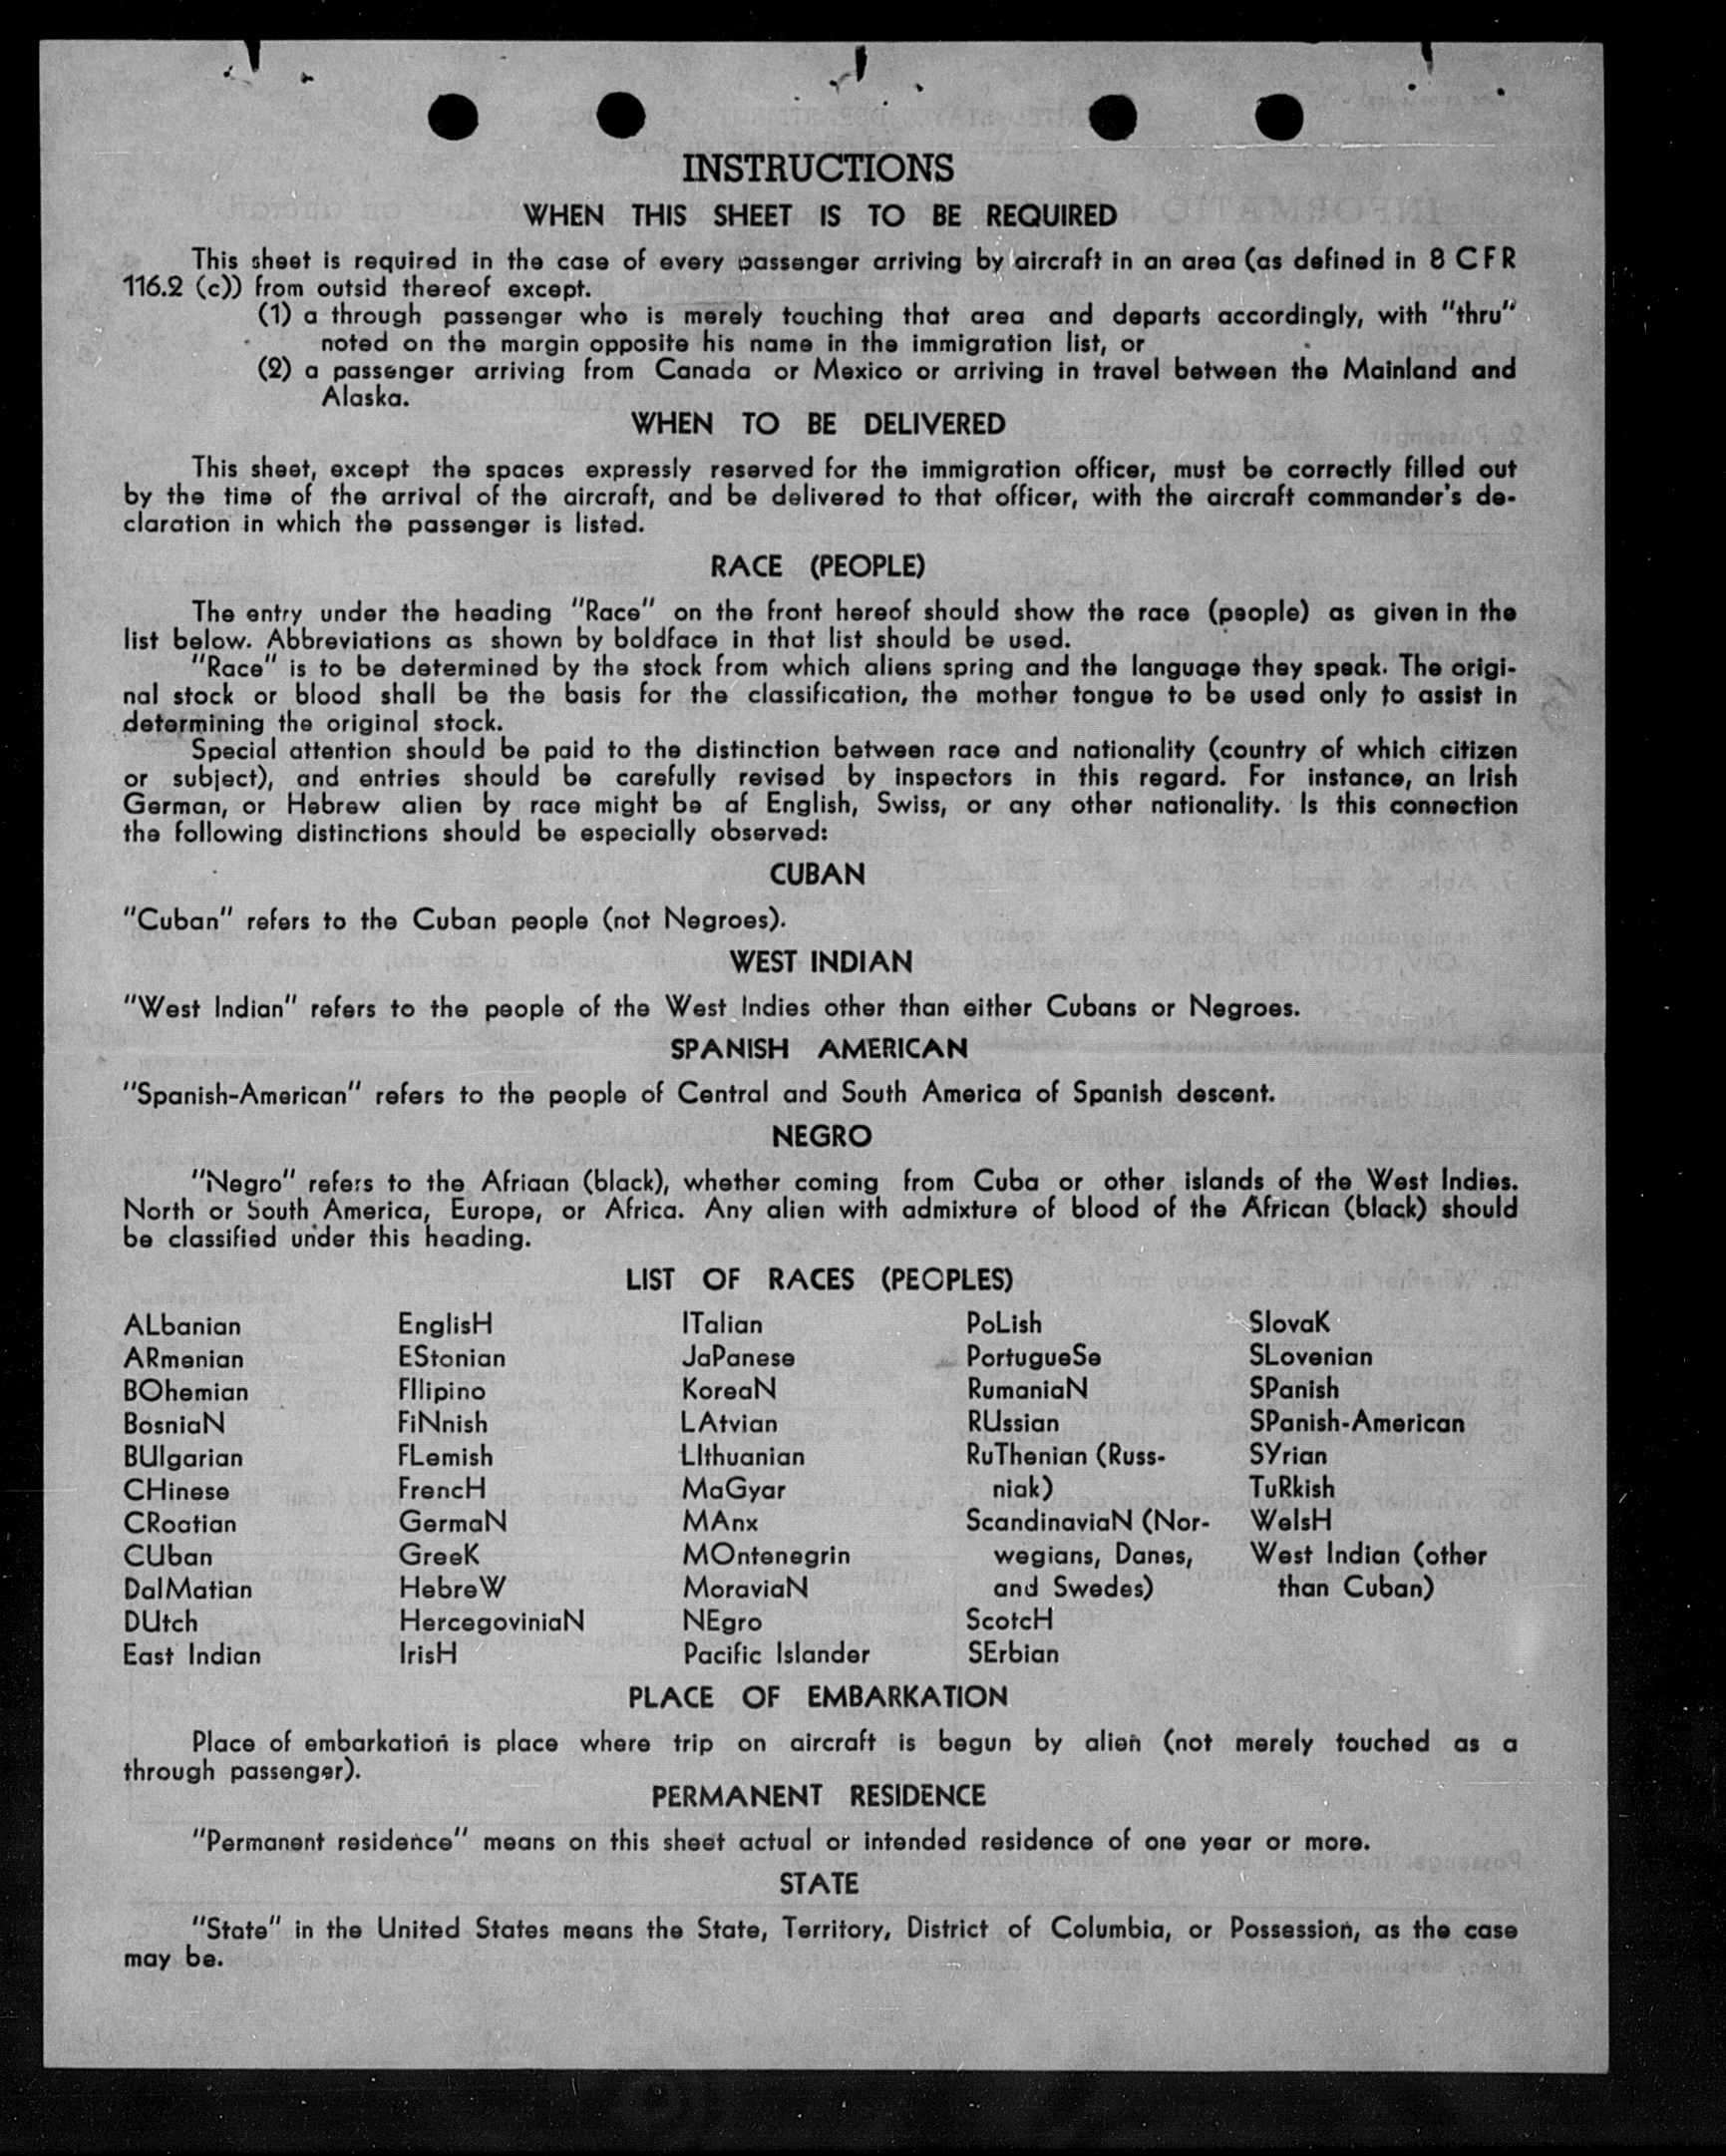 INSTRUCTIONS
WHEN THIS SHEET IS TO BE REQUIRED
This sheet is required in the case of every passenger arriving by aircraft in an area (as defined in 8 CFR
116.2 (c)) from outsid thereof except.
(1) a through passenger who is merely touching that area and departs accordingly, with "thru"
noted on the margin opposite his name in the immigration list, or
(2) a passenger arriving from Canada or Mexico or arriving in travel between the Mainland and
Alaska.
WHEN TO BE DELIVERED
This sheet, except the spaces expressly reserved for the immigration officer, must be correctly filled out
by the time of the arrival of the aircraft, and be delivered to that officer, with the aircraft commander's de-
claration in which the passenger is listed.
RACE (PEOPLE)
The entry under the heading "Race" on the front hereof should show the race (people) as given in the
list below. Abbreviations as shown by boldface in that list should be used.
"Race" is to be determined by the stock from which aliens spring and the language they speak. The origi-
nal stock or blood shall be the basis for the classification, the mother tongue to be used only to assist in
determining the original stock.
Special attention should be paid to the distinction between race and nationality (country of which citizen
or subject), and entries should be carefully revised by inspectors in this regard. For instance, an Irish
German, or Hebrew alien by race might be af English, Swiss, or any other nationality. Is this connection
the following distinctions should be especially observed:
CUBAN
"Cuban" refers to the Cuban people (not Negroes).
WEST INDIAN
"West Indian" refers to the people of the West Indies other than either Cubans or Negroes.
SPANISH AMERICAN
"Spanish-American" refers to the people of Central and South America of Spanish descent.
NEGRO
"Negro" refers to the Afriaan (black), whether coming from Cuba or other islands of the West Indies.
North or South America, Europe, or Africa. Any alien with admixture of blood of the African (black) should
be classified under this heading.
LIST OF RACES (PEOPLES)
ALbanian
ARmenian
BOhemian
BosniaN
BUlgarian
CHinese
CRoatian
CUban
DalMatian
DUtch
East Indian
EnglisH
EStonian
FIlipino
FiNnish
FLemish
FrencH
GermaN
GreeK
HebreW
HercegoviniaN
IrisH
ITalian
JaPanese
KoreaN
LAtvian
LIthuanian
MaGyar
MAnx
MOntenegrin
MoraviaN
NEgro
Pacific Islander
PoLish
PortugueSe
RumaniaN
RUssian
RuThenian (Russ-
niak)
ScandinaviaN (Nor-
wegians, Danes,
and Swedes)
ScotcH
SErbian
SlovaK
SLovenian
SPanish
SPanish-American
SYrian
TuRkish
WelsH
West Indian (other
than Cuban)
PLACE OF EMBARKATION
Place of embarkation is place where trip on aircraft is begun by alien (not merely touched as a
through passenger).
PERMANENT RESIDENCE
"Permanent residence" means on this sheet actual or intended residence of one year or more.
STATE
"State" in the United States means the State, Territory, District of Columbia, or Possession, as the case
may be.